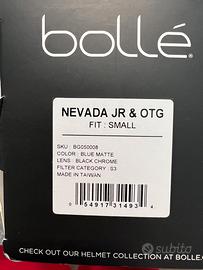 bollé
NEVADA JR & OTG
FIT : SMALL
SKU : BG050008
COLOR : BLUE MATTE
LENS : BLACK CHROME
FILTER CATEGORY : S3
MADE IN TAIWAN
0 54917 31493 4
CHECK OUT OUR HELMET COLLECTION AT BOLLE.
subito